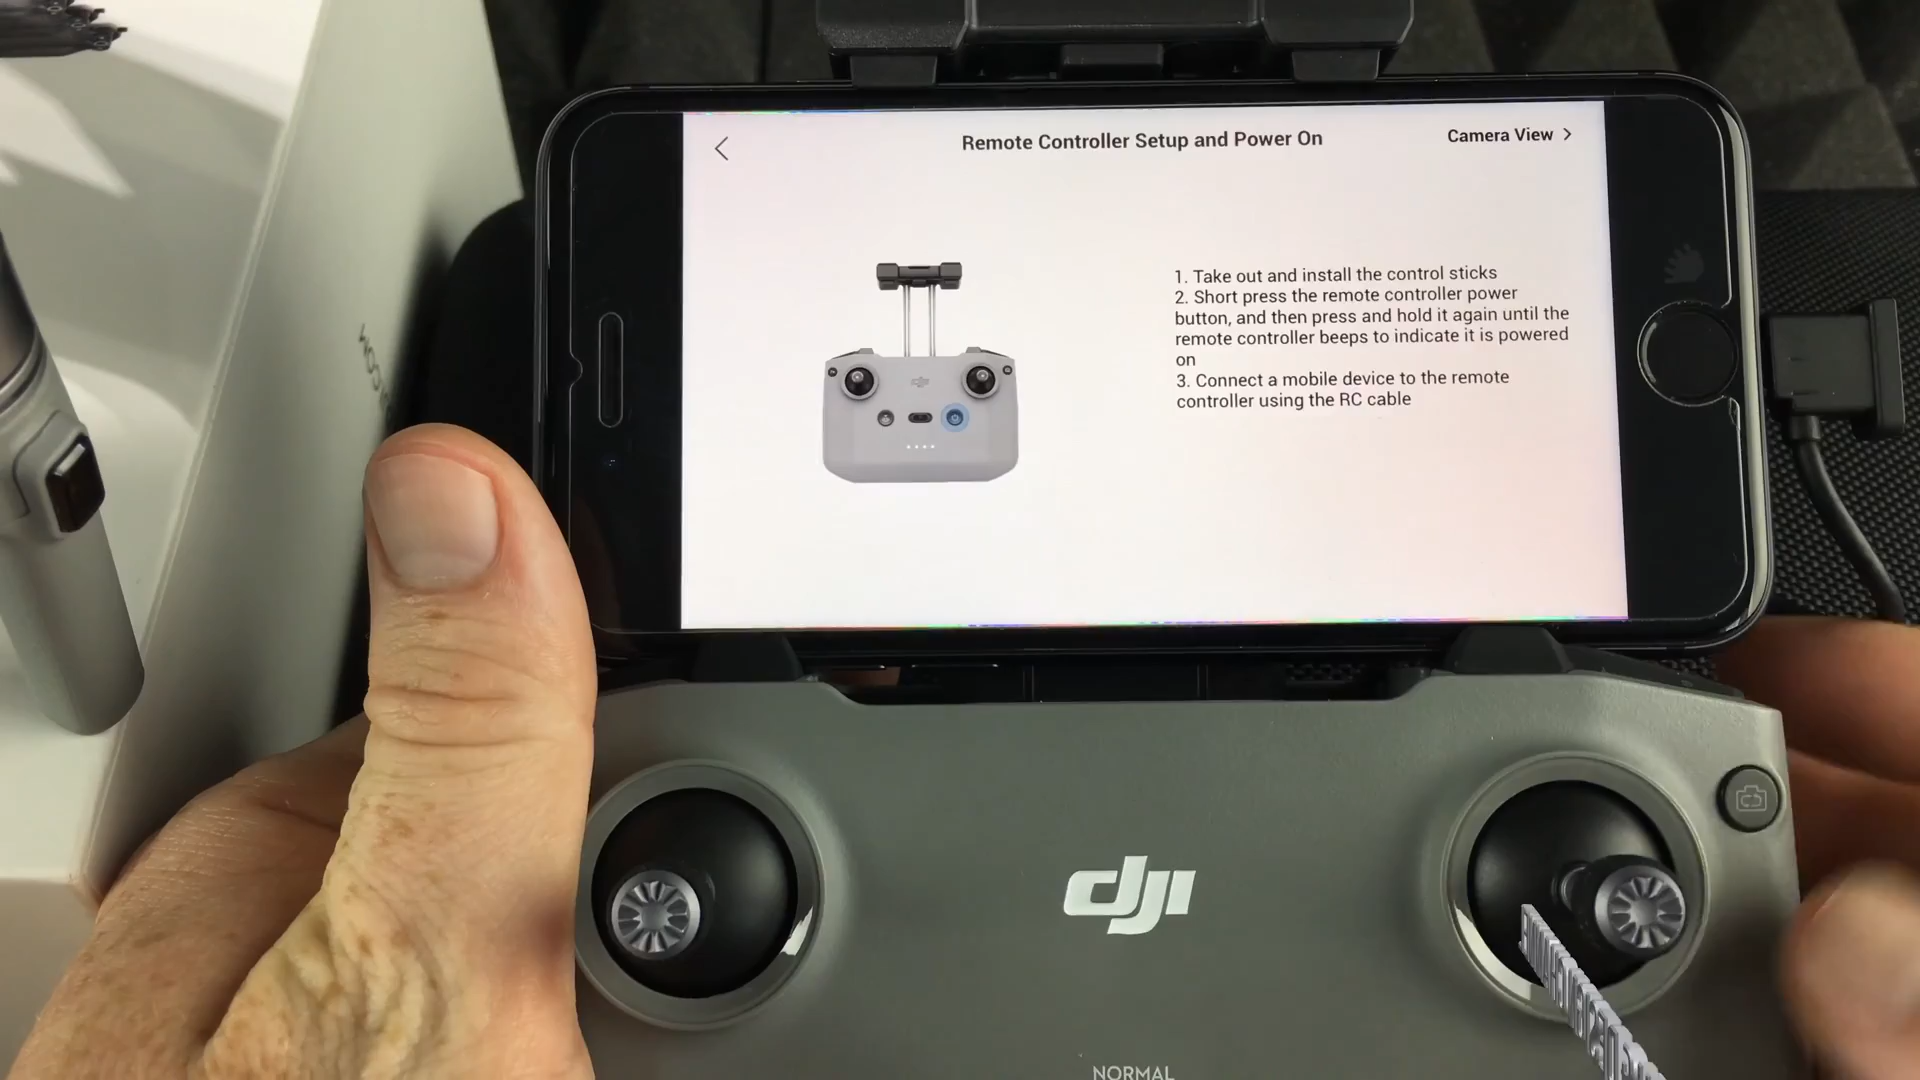 Remote Controller Setup and Power On
Camera View >
1. Take out and install the control sticks
2. Short press the remote controller power
button, and then press and hold it again until the
remote controller beeps to indicate it is powered
on
3. Connect a mobile device to the remote
controller using the RC cable
dji
NORMAL